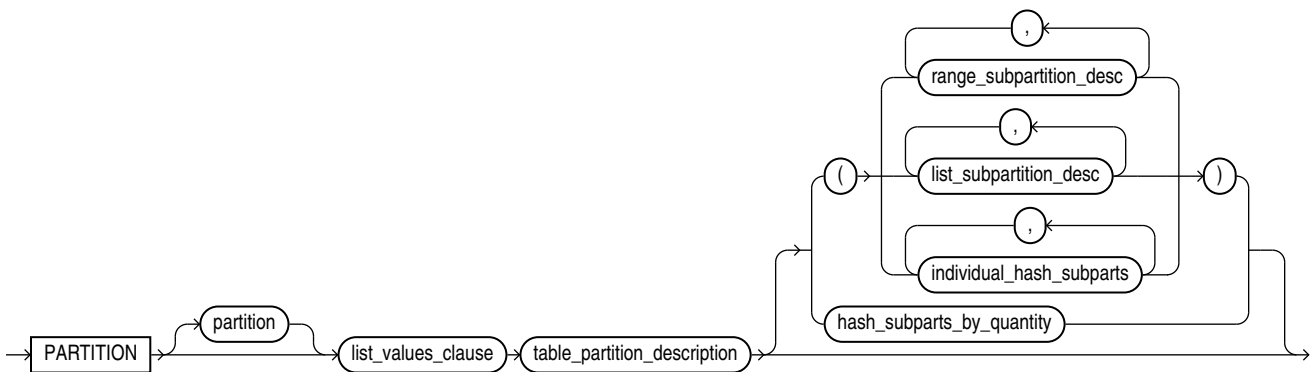 ,
range_subpartition_desc
,
( list_subpartition_desc )
,
individual_hash_subparts
partition hash_subparts_by_quantity
PARTITION list_values_clause table_partition_description